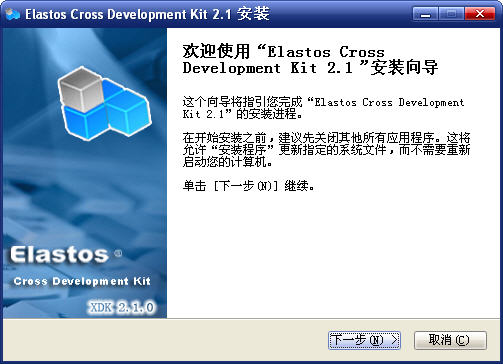 Elastos Cross Development Kit 2.1 安装
欢迎使用“Elastos Cross
Development Kit 2.1 ”安装向导
这个向导将指引您完成“Elastos Cross Development
Kit 2.1”的安装进程。
在开始安装之前，建议先关闭其他所有应用程序。这将
允许“安装程序”更新指定的系统文件，而不需要重新
启动您的计算机。
单击 [下一步(N)] 继续。
Elastos ®
Cross Development Kit
XDK 2.1.0
下一步(N) >
取消(C)